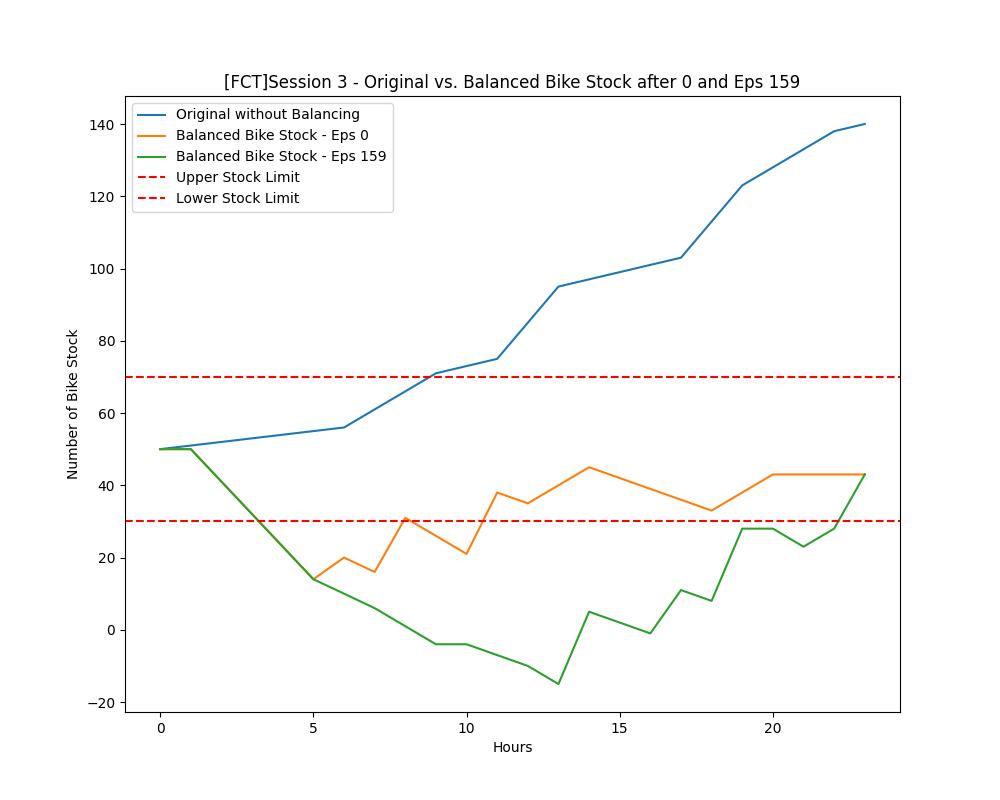 [FCT]Session 3 - Original vs. Balanced Bike Stock after 0 and Eps 159
Original without Balancing
Balanced Bike Stock - Eps 0
Balanced Bike Stock - Eps 159
Upper Stock Limit
Lower Stock Limit
Number of Bike Stock
140
120
100
80
60
40
20
0
−20
0 5 10 15 20
Hours